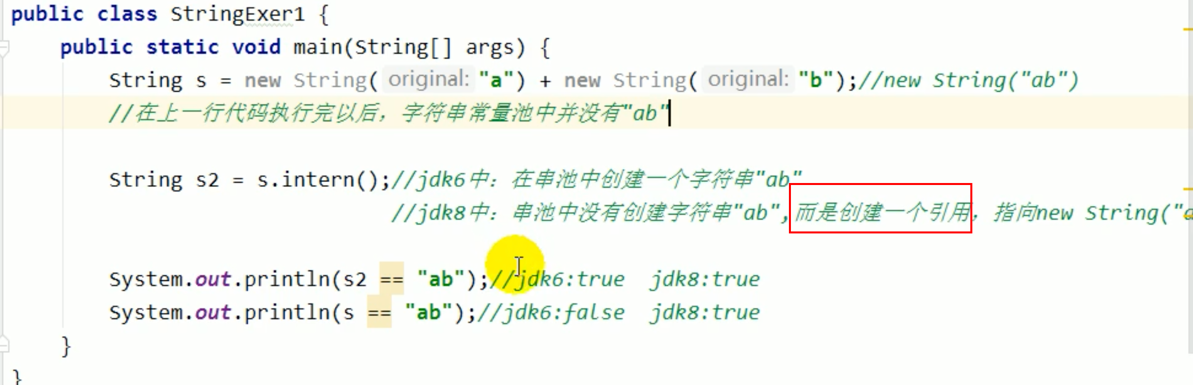 public class StringExer1 {
public static void main(String[] args) {
String s = new String( original: "a") + new String( original: "b");//new String("ab")
//在上一行代码执行完以后，字符串常量池中并没有"ab"
String s2 = s.intern();//jdk6中：在串池中创建一个字符串"ab"
//jdk8中：串池中没有创建字符串"ab",而是创建一个引用，指向new String("a
System.out.println(s2 == "ab");//jdk6:true jdk8:true
System.out.println(s == "ab");//jdk6:false jdk8:true
}
}